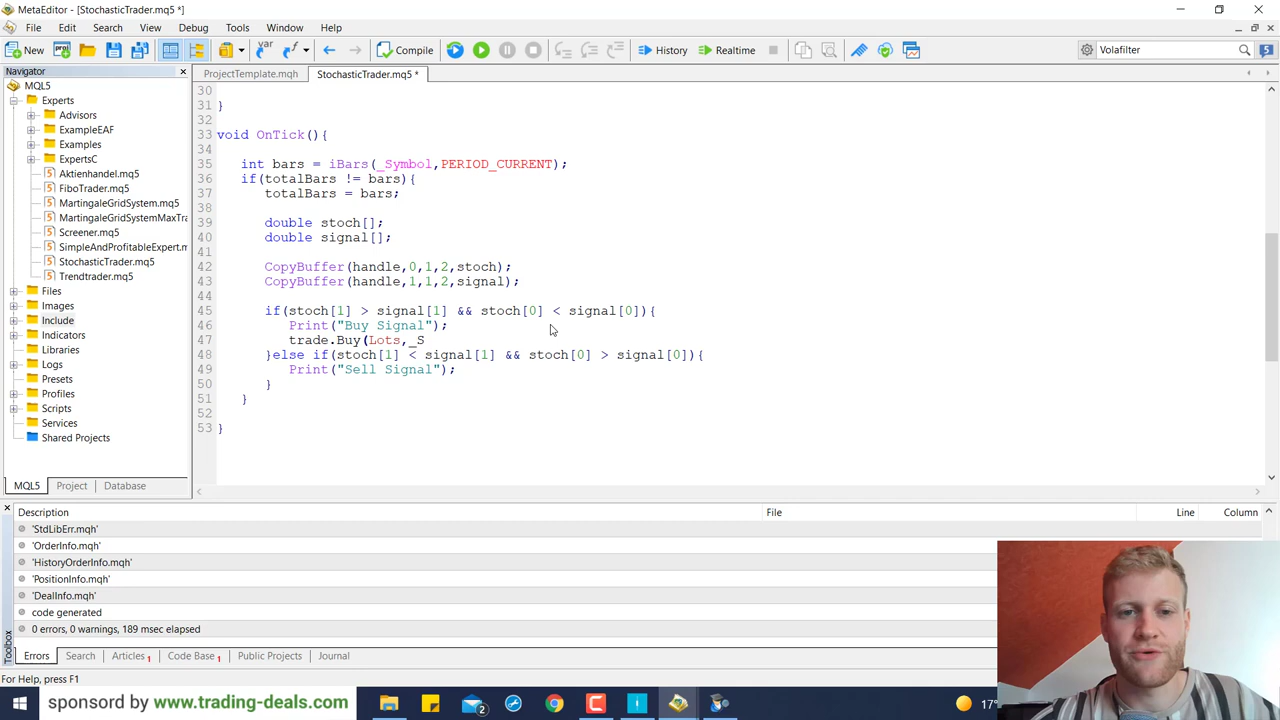 MetaEditor - [StochasticTrader.mq5 *]
File Edit Search View Debug Tools Window Help
New Compile History Realtime Volafilter 5
Navigator
ProjectTemplate.mqh StochasticTrader.mq5 *
MQL5
Experts
Advisors
ExampleEAF
Examples
ExpertsC
Aktienhandel.mq5
FiboTrader.mq5
MartingaleGridSystem.mq5
MartingaleGridSystemMaxTra
Screener.mq5
SimpleAndProfitableExpert.m
StochasticTrader.mq5
Trendtrader.mq5
Files
Images
Include
Indicators
Libraries
Logs
Presets
Profiles
Scripts
Services
Shared Projects
MQL5 Project Database
30
31 }
32
33 void OnTick(){
34
35 int bars = iBars(_Symbol,PERIOD_CURRENT);
36 if(totalBars != bars){
37 totalBars = bars;
38
39 double stoch[];
40 double signal[];
41
42 CopyBuffer(handle,0,1,2,stoch);
43 CopyBuffer(handle,1,1,2,signal);
44
45 if(stoch[1] > signal[1] && stoch[0] < signal[0]){
46 Print("Buy Signal");
47 trade.Buy(Lots,_S
48 }else if(stoch[1] < signal[1] && stoch[0] > signal[0]){
49 Print("Sell Signal");
50 }
51 }
52
53 }
Description File Line Column
'StdLibErr.mqh'
'OrderInfo.mqh'
'HistoryOrderInfo.mqh'
'PositionInfo.mqh'
'DealInfo.mqh'
code generated
0 errors, 0 warnings, 189 msec elapsed
Toolbox
Errors Search Articles 1 Code Base 1 Public Projects Journal
For Help, press F1
sponsord by www.trading-deals.com 2 17°